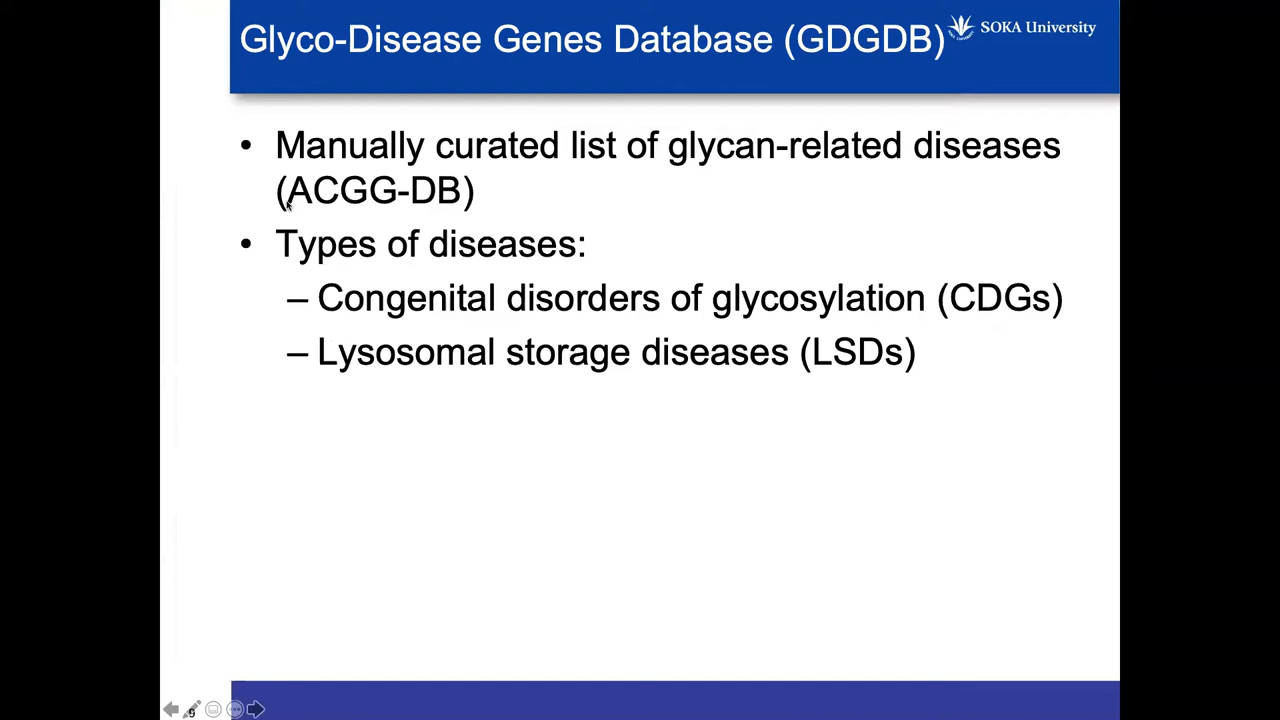 Glyco-Disease Genes Database (GDGDB)
SOKA University
• Manually curated list of glycan-related diseases
(ACGG-DB)
• Types of diseases:
– Congenital disorders of glycosylation (CDGs)
– Lysosomal storage diseases (LSDs)
9